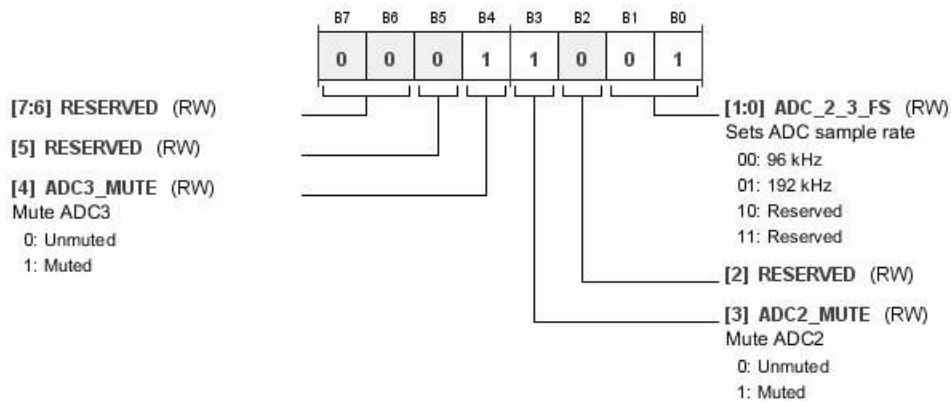 B7 B6 B5 B4 B3 B2 B1 B0
0 0 0 1 1 0 0 1
[7:6] RESERVED (RW)
[5] RESERVED (RW)
[4] ADC3_MUTE (RW)
Mute ADC3
0: Unmuted
1: Muted
[1:0] ADC_2_3_FS (RW)
Sets ADC sample rate
00: 96 kHz
01: 192 kHz
10: Reserved
11: Reserved
[2] RESERVED (RW)
[3] ADC2_MUTE (RW)
Mute ADC2
0: Unmuted
1: Muted